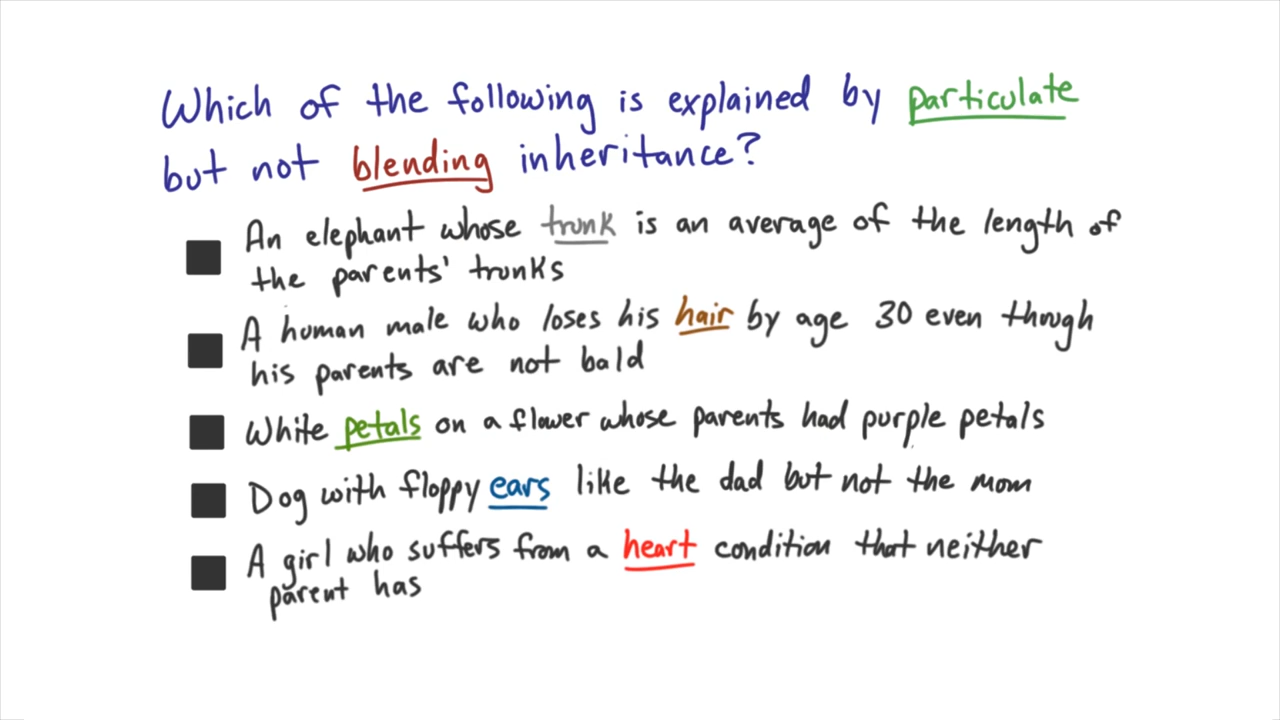 Which of the following is explained by particulate
but not blending inheritance?
An elephant whose trunk is an average of the length of
the parents' trunks
A human male who loses his hair by age 30 even though
his parents are not bald
White petals on a flower whose parents had purple petals
Dog with floppy ears like the dad but not the mom
A girl who suffers from a heart condition that neither
parent has